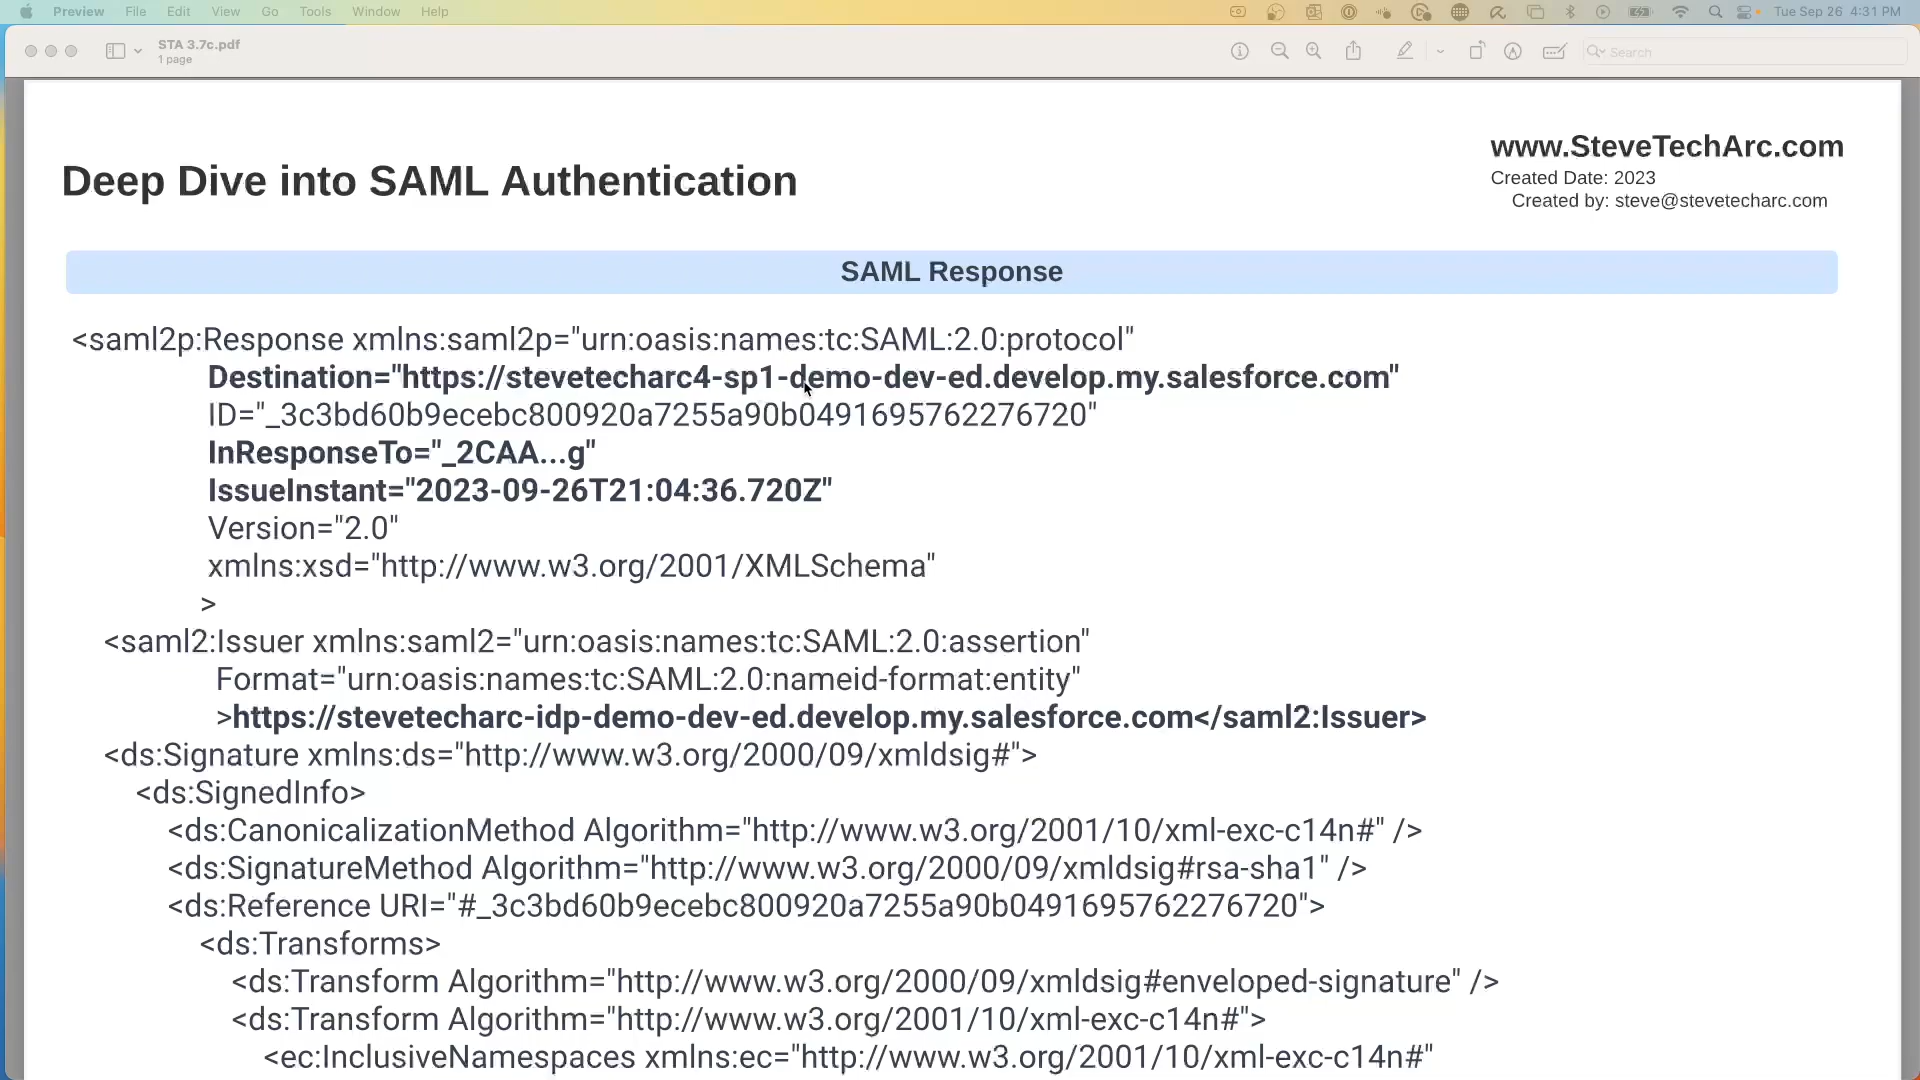 Preview File Edit View Go Tools Window Help
Tue Sep 26 4:31 PM
STA 3.7c.pdf
1 page
Search
www.SteveTechArc.com
Created Date: 2023
Created by: steve@stevetecharc.com
Deep Dive into SAML Authentication
SAML Response
<saml2p:Response xmlns:saml2p="urn:oasis:names:tc:SAML:2.0:protocol"
Destination="https://stevetecharc4-sp1-demo-dev-ed.develop.my.salesforce.com"
ID="_3c3bd60b9ecebc800920a7255a90b0491695762276720"
InResponseTo="_2CAA...g"
IssueInstant="2023-09-26T21:04:36.720Z"
Version="2.0"
xmlns:xsd="http://www.w3.org/2001/XMLSchema"
>
<saml2:Issuer xmlns:saml2="urn:oasis:names:tc:SAML:2.0:assertion"
Format="urn:oasis:names:tc:SAML:2.0:nameid-format:entity"
>https://stevetecharc-idp-demo-dev-ed.develop.my.salesforce.com</saml2:Issuer>
<ds:Signature xmlns:ds="http://www.w3.org/2000/09/xmldsig#">
<ds:SignedInfo>
<ds:CanonicalizationMethod Algorithm="http://www.w3.org/2001/10/xml-exc-c14n#" />
<ds:SignatureMethod Algorithm="http://www.w3.org/2000/09/xmldsig#rsa-sha1" />
<ds:Reference URI="#_3c3bd60b9ecebc800920a7255a90b0491695762276720">
<ds:Transforms>
<ds:Transform Algorithm="http://www.w3.org/2000/09/xmldsig#enveloped-signature" />
<ds:Transform Algorithm="http://www.w3.org/2001/10/xml-exc-c14n#">
<ec:InclusiveNamespaces xmlns:ec="http://www.w3.org/2001/10/xml-exc-c14n#"